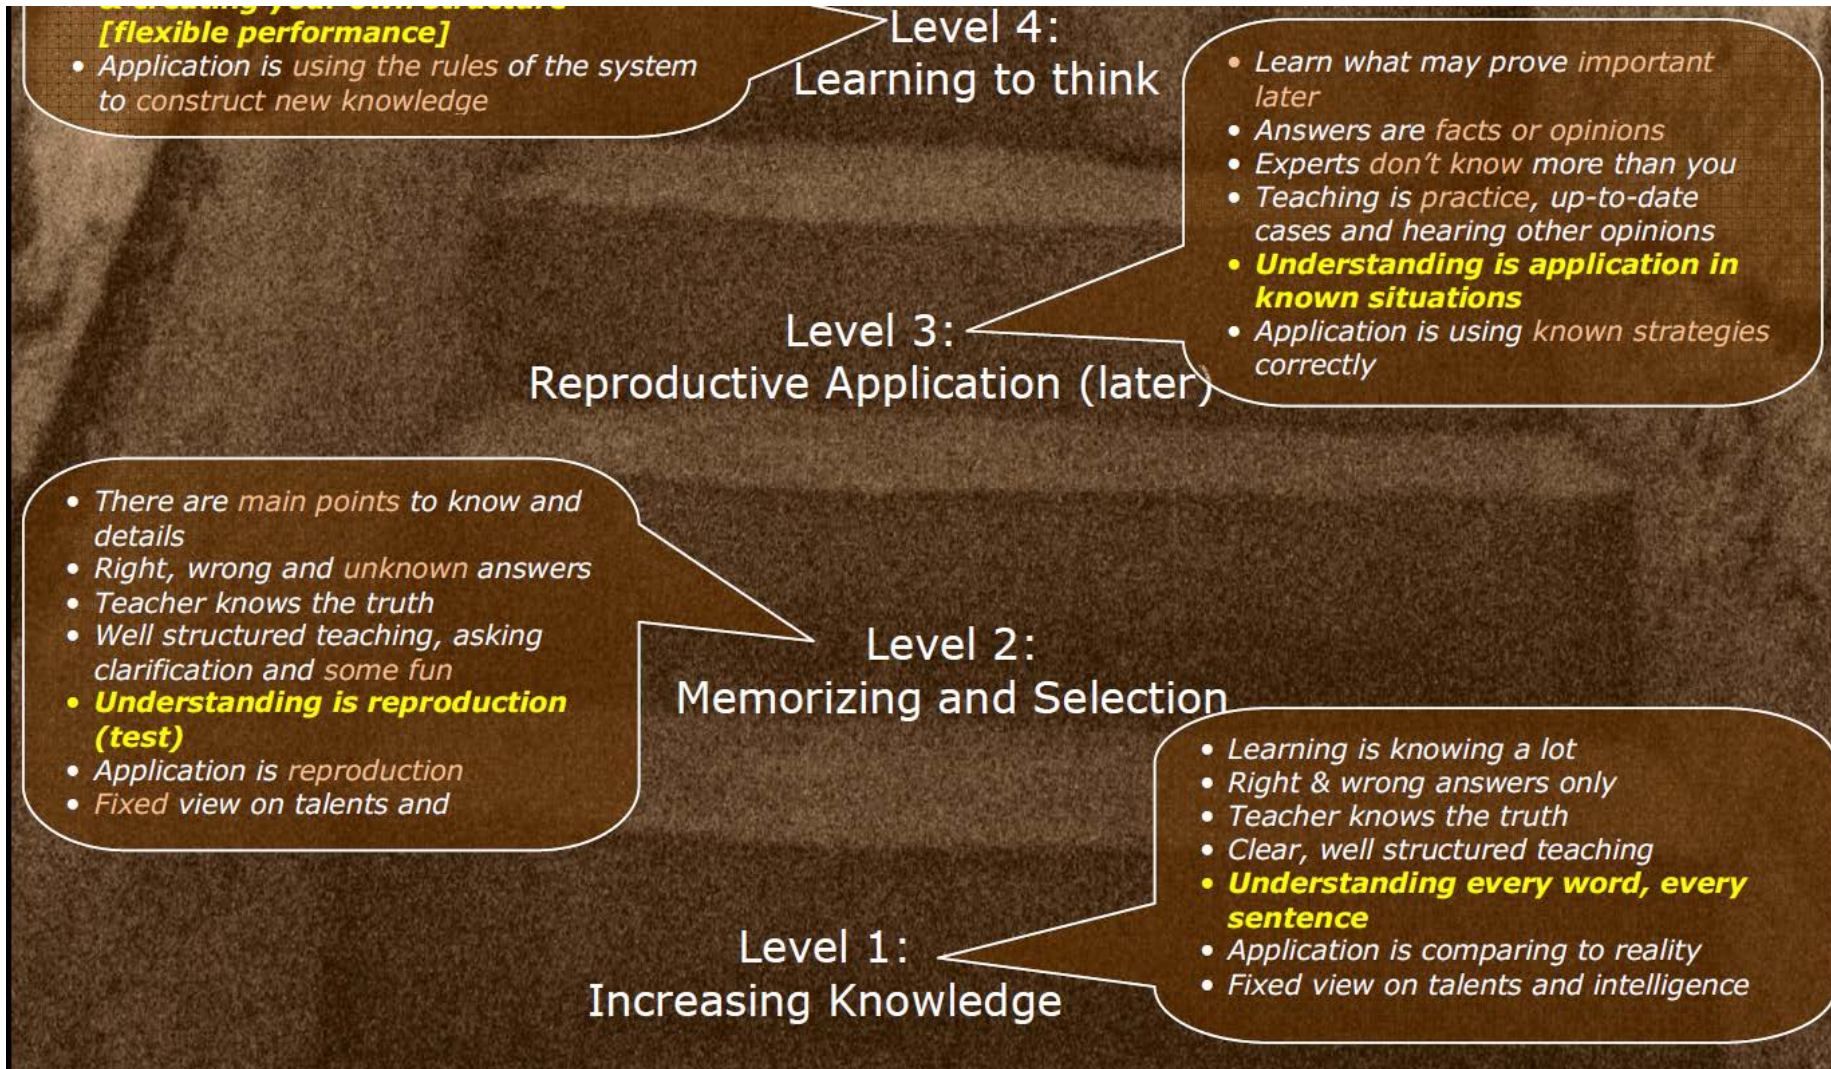 & creating your own structure
[flexible performance]
• Application is using the rules of the system
to construct new knowledge
Level 4:
Learning to think
• Learn what may prove important
later
• Answers are facts or opinions
• Experts don't know more than you
• Teaching is practice, up-to-date
cases and hearing other opinions
• Understanding is application in
known situations
• Application is using known strategies
correctly
Level 3:
Reproductive Application (later)
• There are main points to know and
details
• Right, wrong and unknown answers
• Teacher knows the truth
• Well structured teaching, asking
clarification and some fun
• Understanding is reproduction
(test)
• Application is reproduction
• Fixed view on talents and
Level 2:
Memorizing and Selection
• Learning is knowing a lot
• Right & wrong answers only
• Teacher knows the truth
• Clear, well structured teaching
• Understanding every word, every
sentence
• Application is comparing to reality
• Fixed view on talents and intelligence
Level 1:
Increasing Knowledge